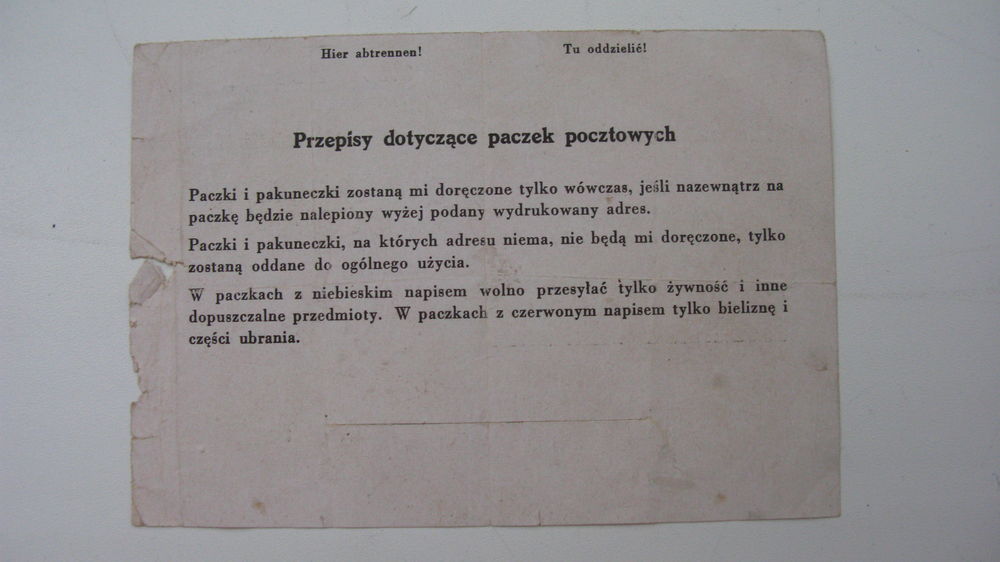 Hier abtrennen! Tu oddzielić!
Przepisy dotyczące paczek pocztowych
Paczki i pakuneczki zostaną mi doręczone tylko wówczas, jeśli nazewnątrz na
paczkę będzie nalepiony wyżej podany wydrukowany adres.
Paczki i pakuneczki, na których adresu niema, nie będą mi doręczone, tylko
zostaną oddane do ogólnego użycia.
W paczkach z niebieskim napisem wolno przesyłać tylko żywność i inne
dopuszczalne przedmioty. W paczkach z czerwonym napisem tylko bieliznę i
części ubrania.